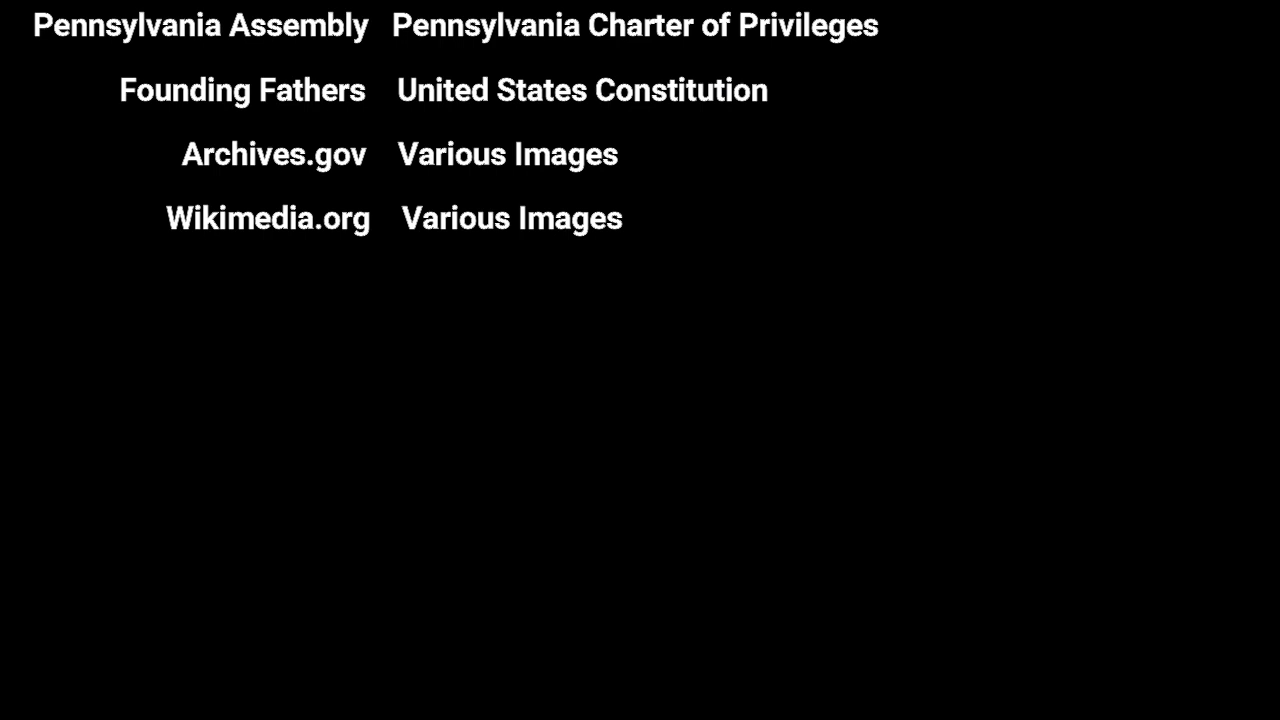 Pennsylvania Assembly Pennsylvania Charter of Privileges
Founding Fathers United States Constitution
Archives.gov Various Images
Wikimedia.org Various Images